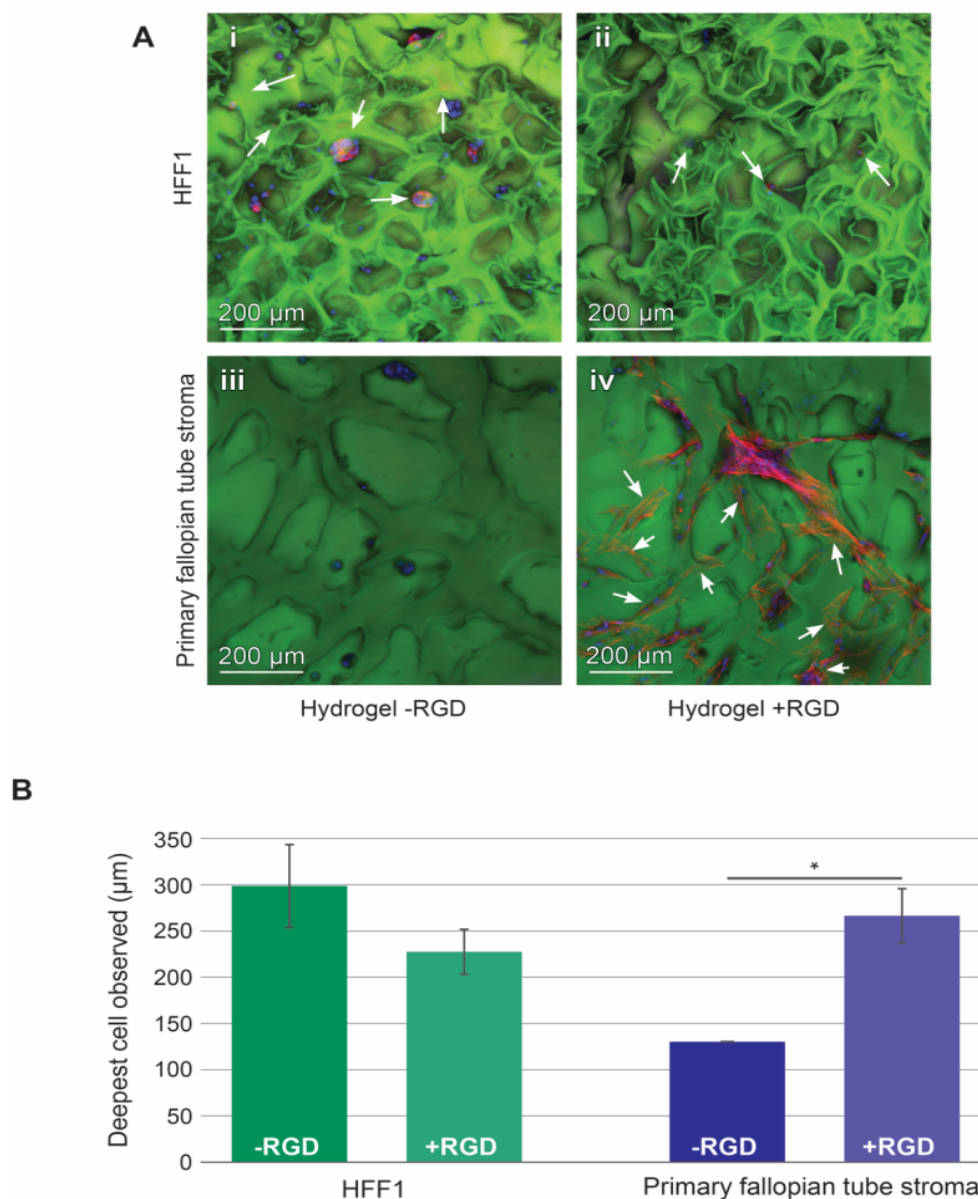 A
i
ii
HFF1
200 µm
200 µm
iii
iv
Primary fallopian tube stroma
200 µm
200 µm
Hydrogel -RGD
Hydrogel +RGD
B
Deepest cell observed (µm)
350
300
250
200
150
100
50
0
*
-RGD
+RGD
-RGD
+RGD
HFF1
Primary fallopian tube stroma